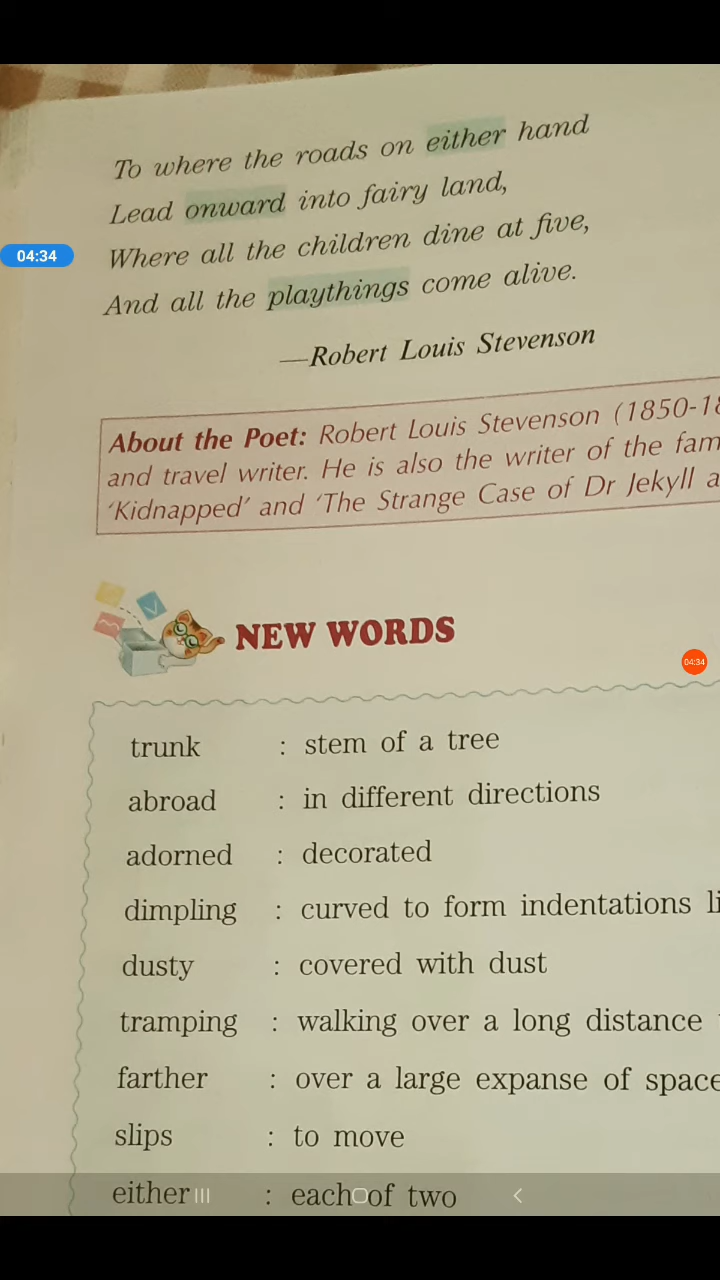 To where the roads on either hand
Lead onward into fairy land,
Where all the children dine at five,
And all the playthings come alive.
—Robert Louis Stevenson
04:34
About the Poet: Robert Louis Stevenson (1850-18
and travel writer. He is also the writer of the fam
'Kidnapped' and 'The Strange Case of Dr Jekyll a
NEW WORDS
04:34
trunk : stem of a tree
abroad : in different directions
adorned : decorated
dimpling : curved to form indentations li
dusty : covered with dust
tramping : walking over a long distance
farther : over a large expanse of space
slips : to move
either : each of two